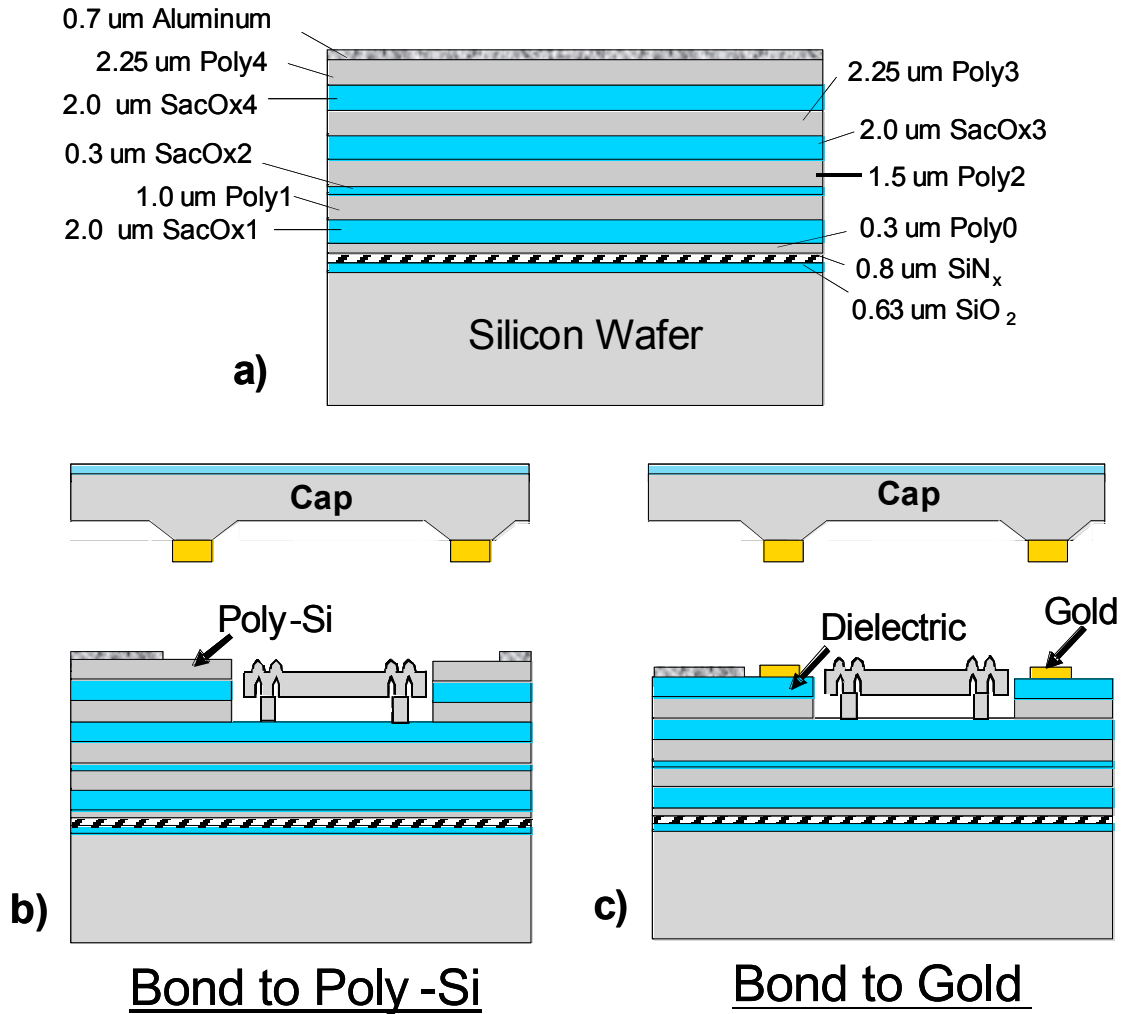 0.7 um Aluminum
2.25 um Poly4
2.0 um SacOx4
0.3 um SacOx2
1.0 um Poly1
2.0 um SacOx1
2.25 um Poly3
2.0 um SacOx3
1.5 um Poly2
0.3 um Poly0
0.8 um SiNx
0.63 um SiO2
Silicon Wafer
a)
Cap
Poly-Si
b)
Bond to Poly-Si
Cap
Dielectric
Gold
c)
Bond to Gold